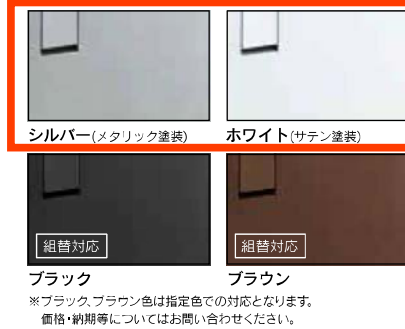 シルバー(メタリック塗装) ホワイト(サテン塗装)
組替対応 組替対応
ブラック ブラウン
※ブラック、ブラウン色は指定色での対応となります。
価格・納期等についてはお問い合わせください。